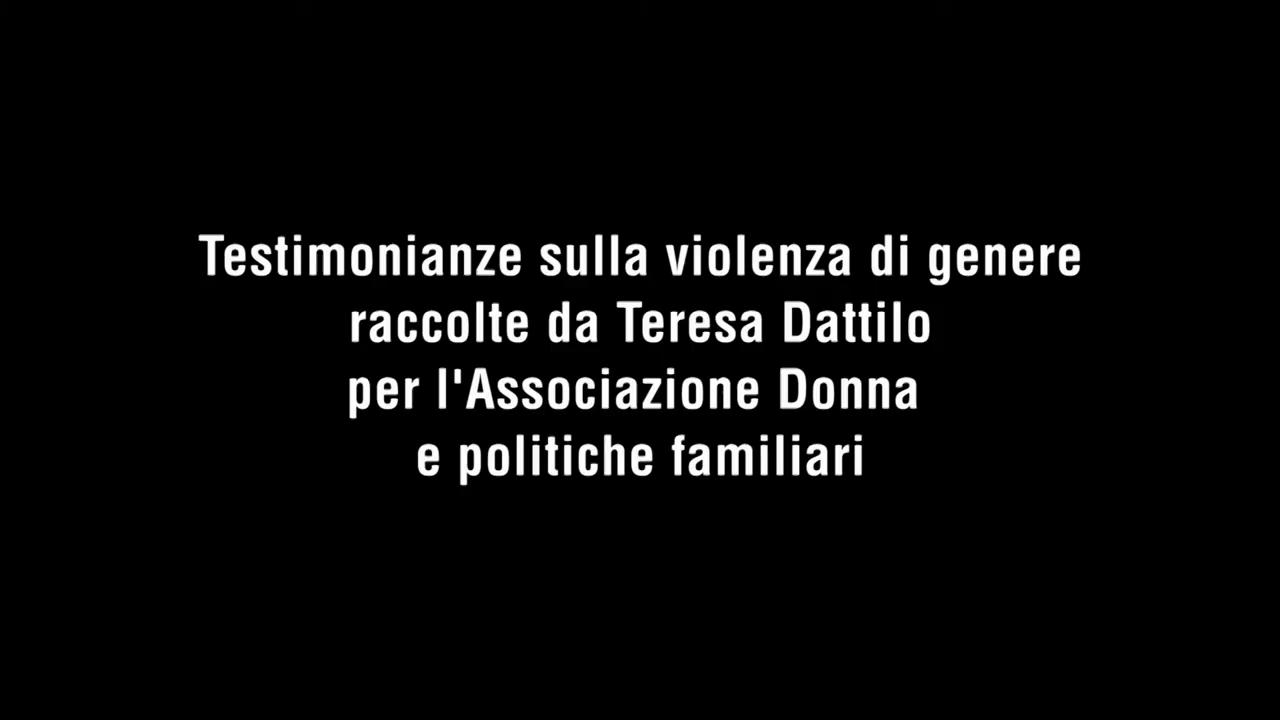 Testimonianze sulla violenza di genere
raccolte da Teresa Dattilo
per l'Associazione Donna
e politiche familiari